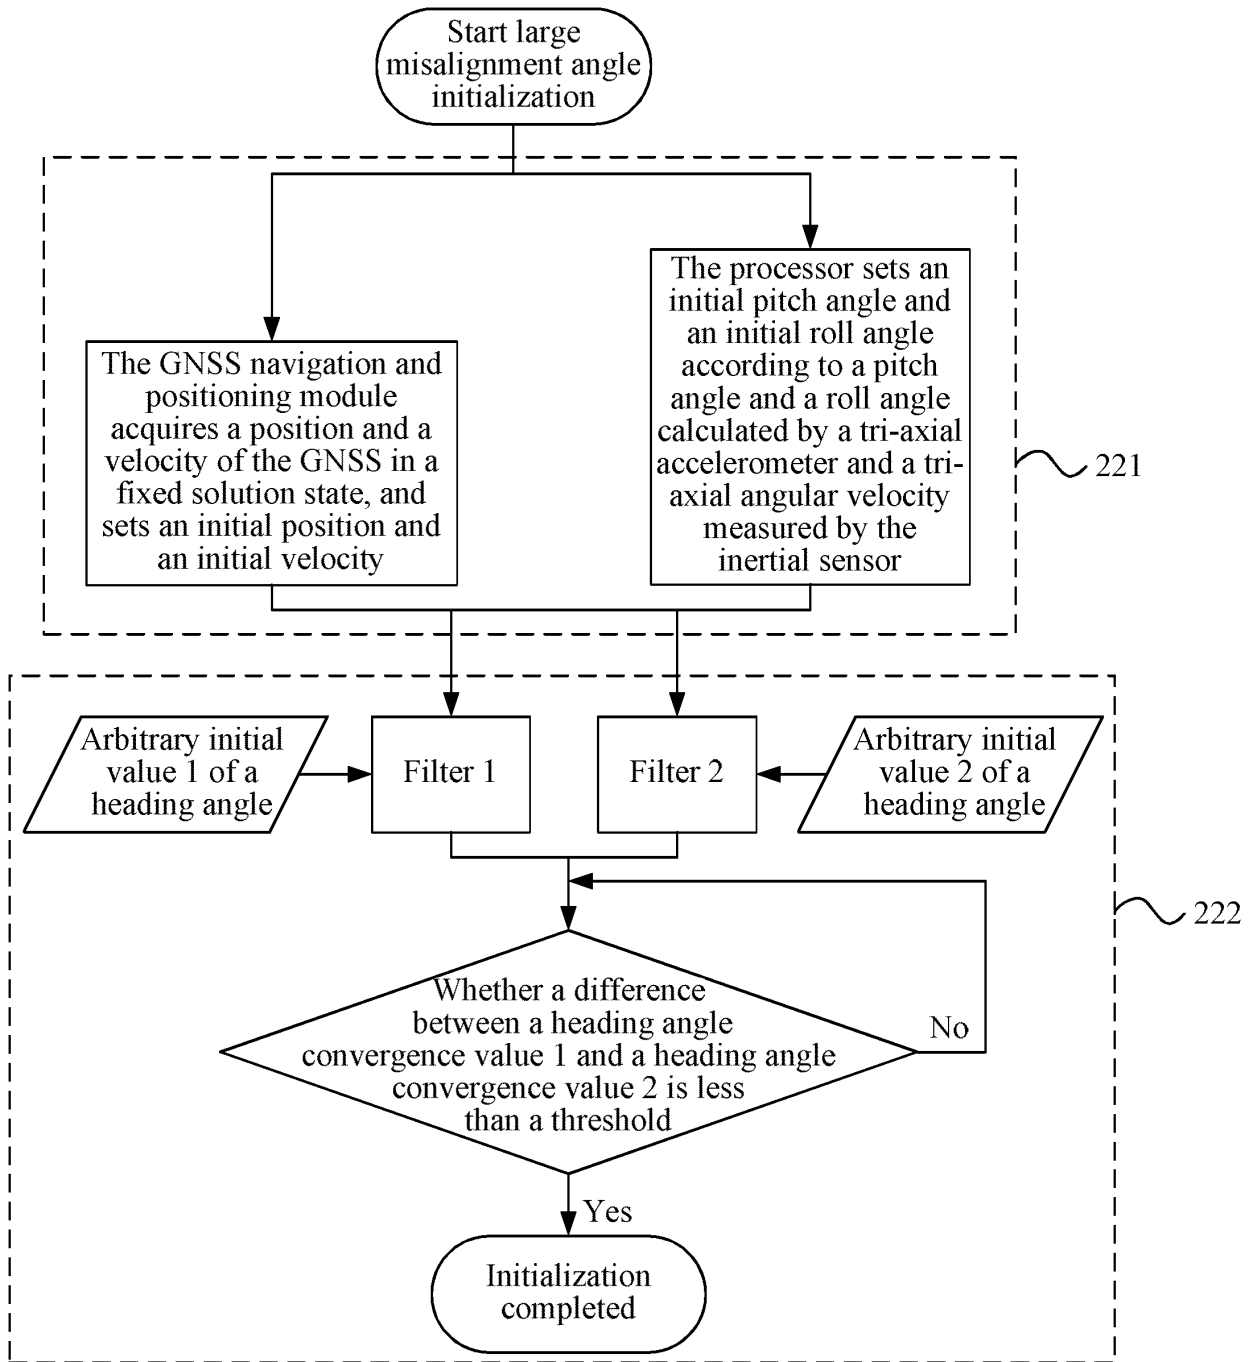 Start large
misalignment angle
initialization
The GNSS navigation and
positioning module
acquires a position and a
velocity of the GNSS in a
fixed solution state, and
sets an initial position and
an initial velocity
The processor sets an
initial pitch angle and
an initial roll angle
according to a pitch
angle and a roll angle
calculated by a tri-axial
accelerometer and a tri-
axial angular velocity
measured by the
inertial sensor
221
Arbitrary initial
value 1 of a
heading angle
Filter 1
Filter 2
Arbitrary initial
value 2 of a
heading angle
222
Whether a difference
between a heading angle
convergence value 1 and a heading angle
convergence value 2 is less
than a threshold
No
Yes
Initialization
completed